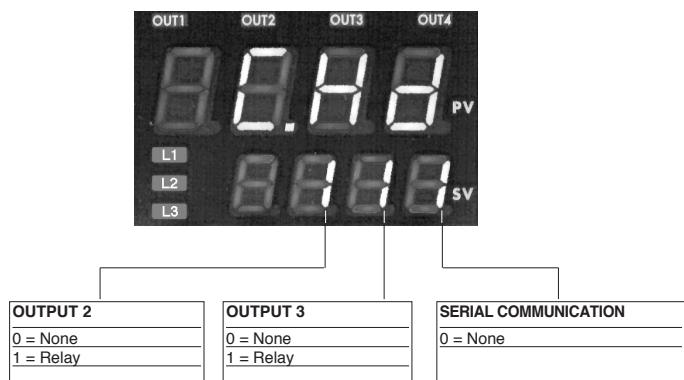 OUT1 OUT2 OUT3 OUT4
C.Hd PV
L1
L2
111 SV
L3
OUTPUT 2 OUTPUT 3 SERIAL COMMUNICATION
0 = None 0 = None 0 = None
1 = Relay 1 = Relay